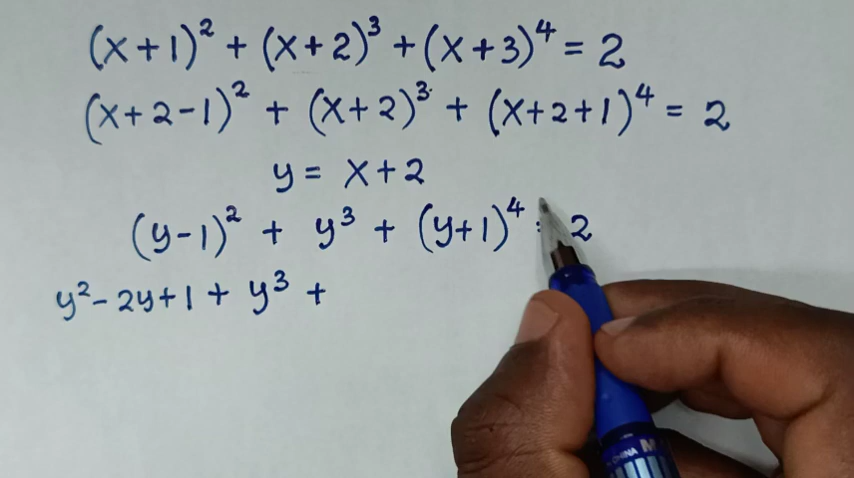 (x+1)² + (x+2)³ + (x+3)⁴ = 2
(x+2-1)² + (x+2)³ + (x+2+1)⁴ = 2
y = x+2
(y-1)² + y³ + (y+1)⁴ = 2
y² - 2y + 1 + y³ +
CHINA